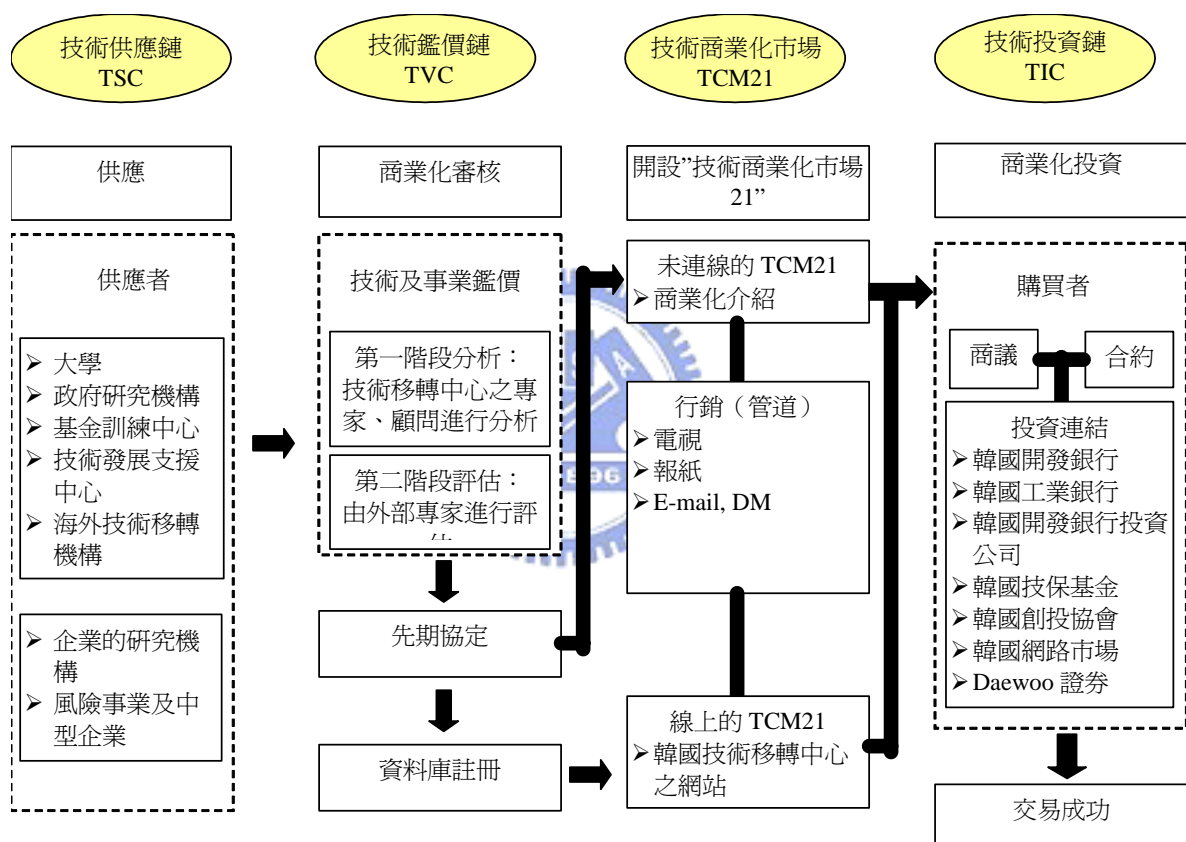 技術供應鏈
TSC
供應
供應者
➢ 大學
➢ 政府研究機構
➢ 基金訓練中心
➢ 技術發展支援
中心
➢ 海外技術移轉
機構
➢ 企業的研究機
構
➢ 風險事業及中
型企業
技術鑑價鏈
TVC
商業化審核
技術及事業鑑價
第一階段分析：
技術移轉中心之專
家、顧問進行分析
第二階段評估：
由外部專家進行評
先期協定
資料庫註冊
技術商業化市場
TCM21
開設”技術商業化市場
21”
未連線的 TCM21
➢商業化介紹
行銷（管道）
➢電視
➢報紙
➢E-mail, DM
線上的 TCM21
➢韓國技術移轉中心
之網站
技術投資鏈
TIC
商業化投資
購買者
商議
合約
投資連結
➢韓國開發銀行
➢韓國工業銀行
➢韓國開發銀行投資
公司
➢韓國技保基金
➢韓國創投協會
➢韓國網路市場
➢Daewoo 證券
交易成功